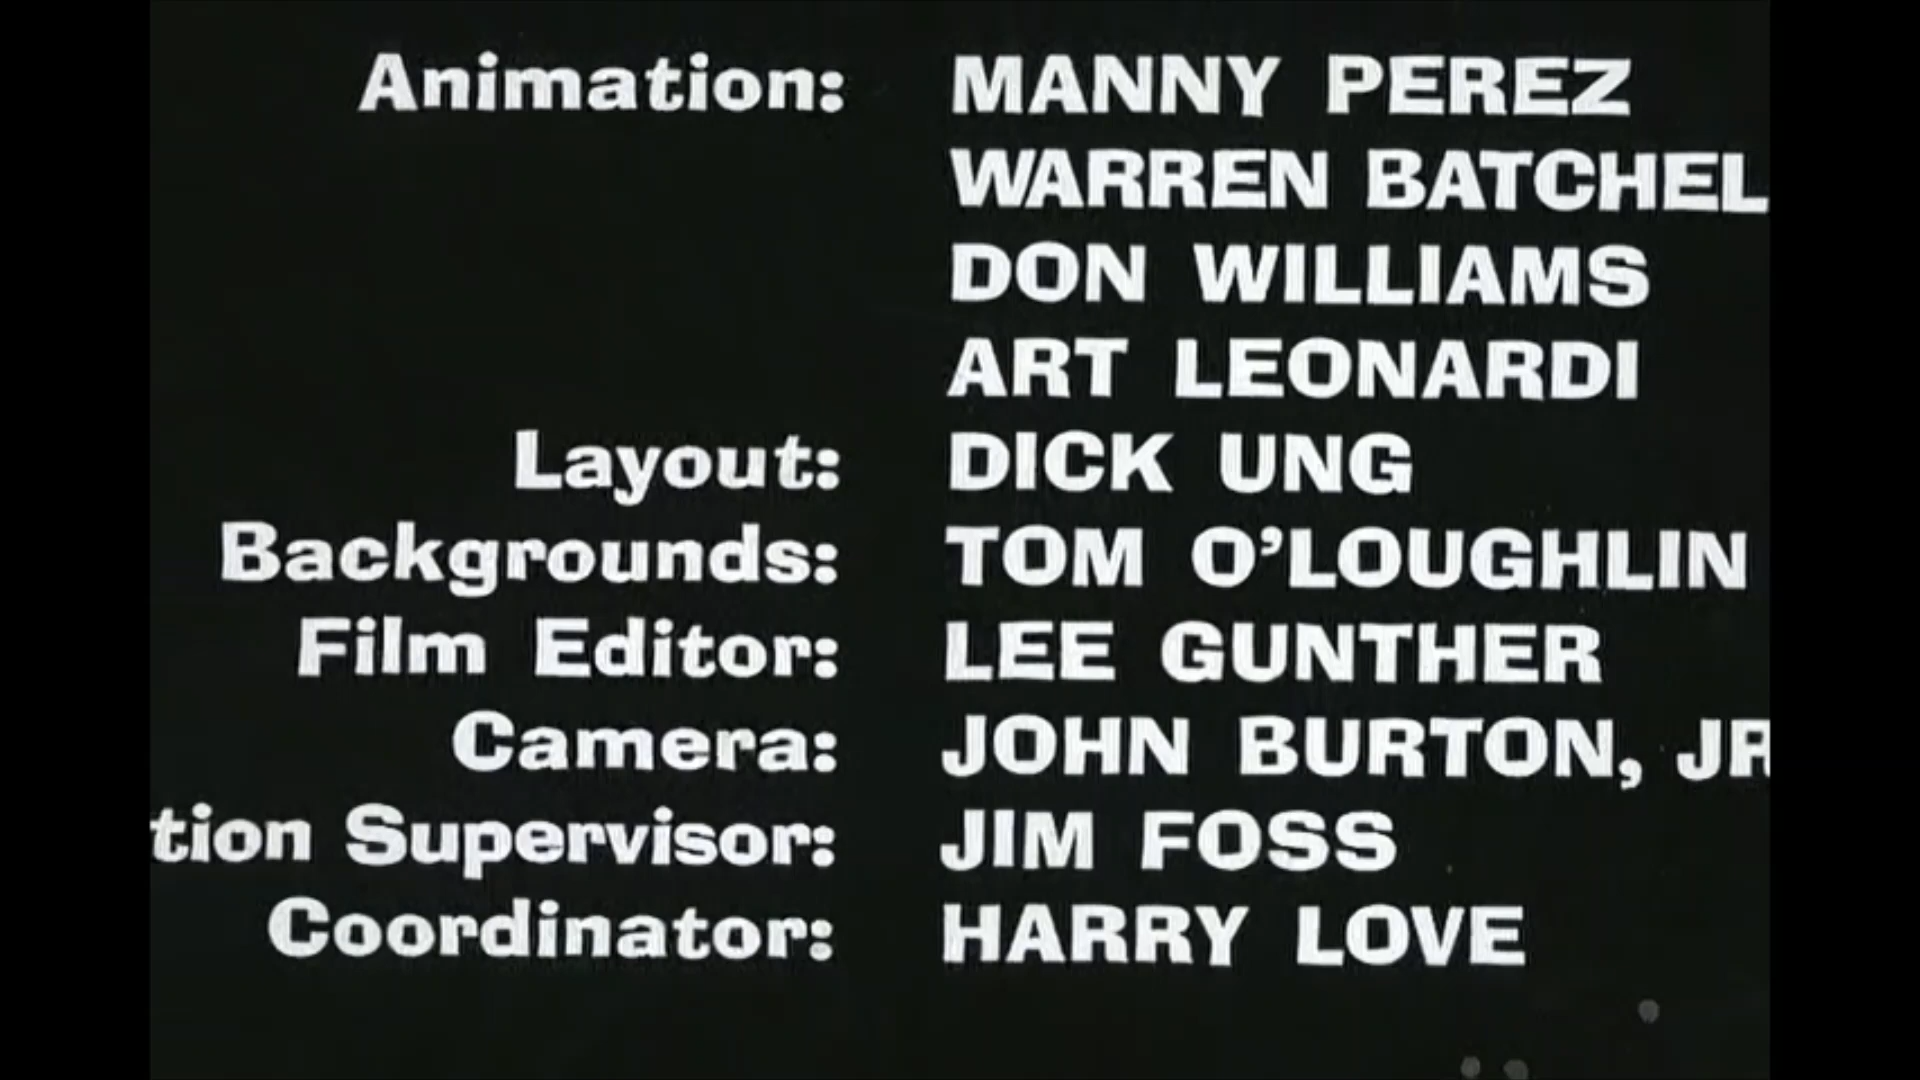 Animation: MANNY PEREZ
WARREN BATCHEL
DON WILLIAMS
ART LEONARDI
Layout: DICK UNG
Backgrounds: TOM O’LOUGHLIN
Film Editor: LEE GUNTHER
Camera: JOHN BURTON, JR
tion Supervisor: JIM FOSS
Coordinator: HARRY LOVE